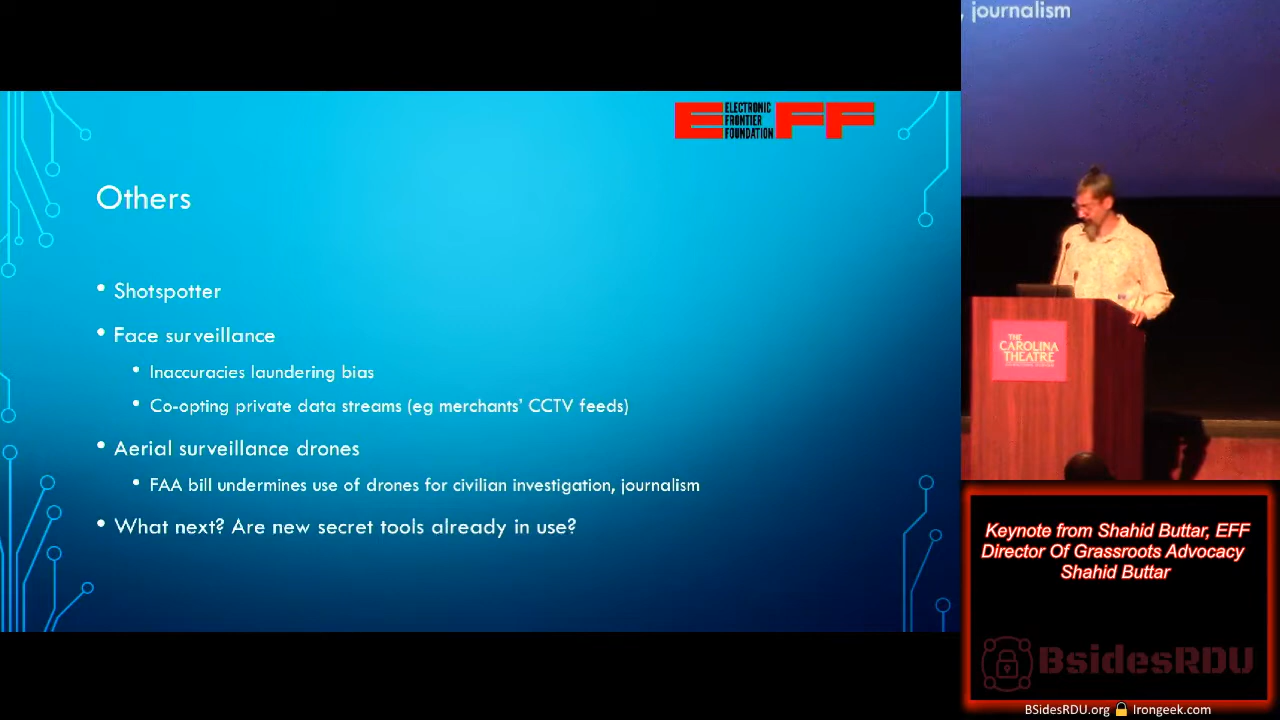 journalism
ELECTRONIC
FRONTIER
FOUNDATION
EFF
Others
• Shotspotter
• Face surveillance
• Inaccuracies laundering bias
• Co-opting private data streams (eg merchants’ CCTV feeds)
• Aerial surveillance drones
• FAA bill undermines use of drones for civilian investigation, journalism
• What next? Are new secret tools already in use?
THE
CAROLINA
THEATRE
Keynote from Shahid Buttar, EFF
Director Of Grassroots Advocacy
Shahid Buttar
BsidesRDU
BSidesRDU.org 🔒 Irongeek.com